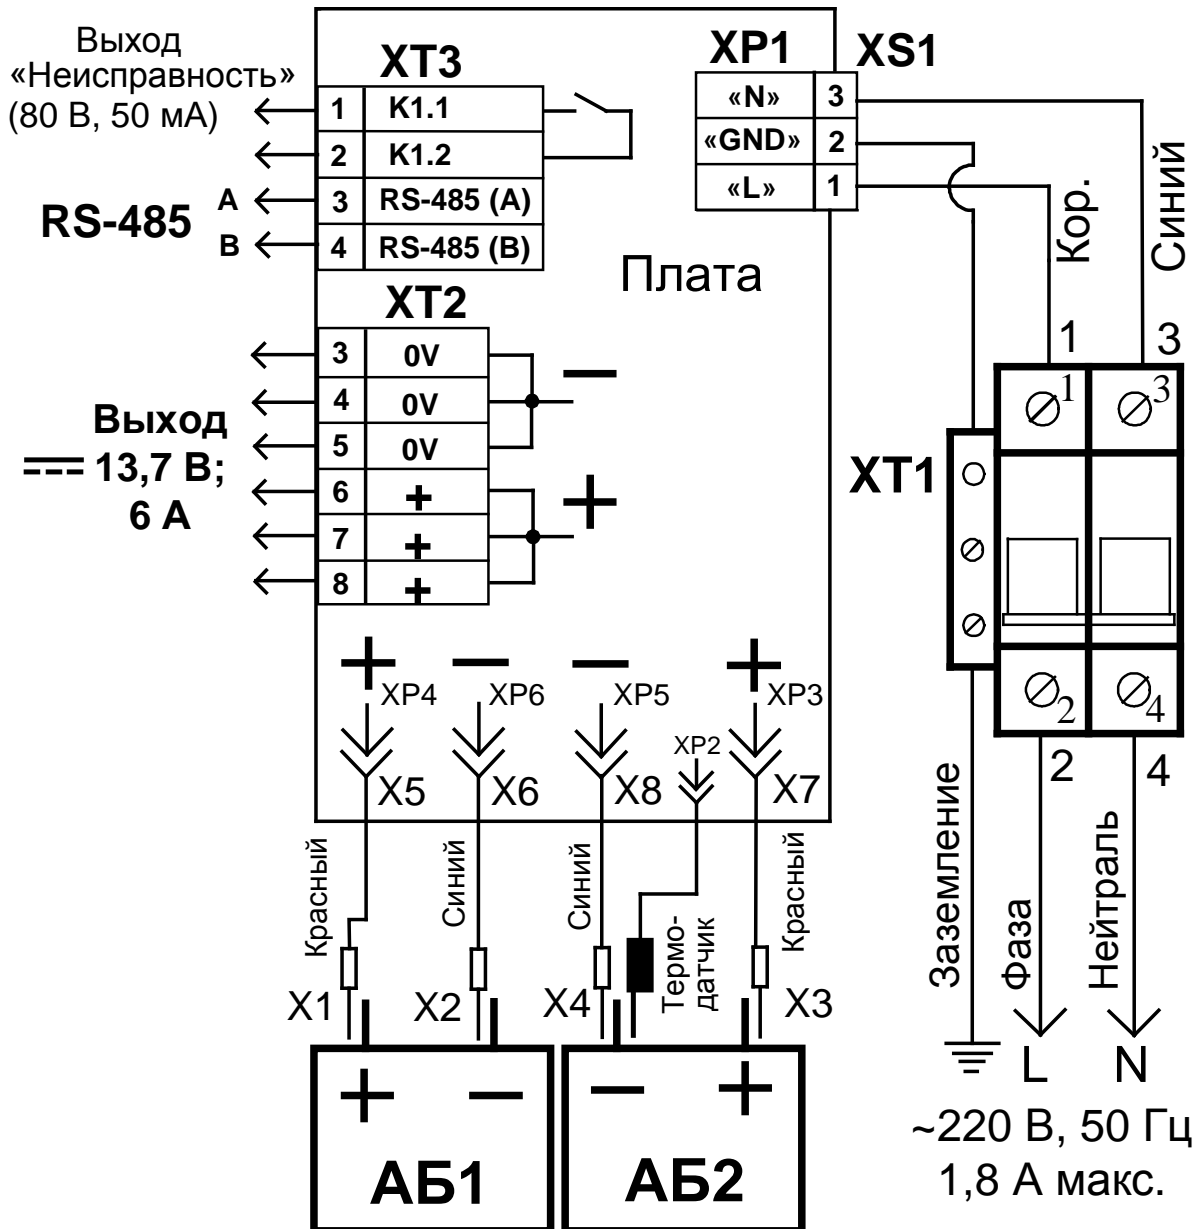 Выход
«Неисправность»
(80 В, 50 мА)
XT3
1 K1.1
2 K1.2
3 RS-485 (A)
4 RS-485 (B)
RS-485
A
B
XP1 XS1
«N» 3
«GND» 2
«L» 1
Плата
Кор.
Синий
XT2
3 0V
4 0V
5 0V
6 +
7 +
8 +
−
+
Выход
13,7 В;
6 А
1 3
1 3
XT1
2 4
2 4
+ − − +
XP4 XP6 XP5 XP2 XP3
X5 X6 X8 X7
Красный
Синий
Синий
Термо-
датчик
Красный
X1 X2 X4 X3
+ − − +
АБ1 АБ2
Заземление
Фаза
Нейтраль
L N
~220 В, 50 Гц
1,8 А макс.